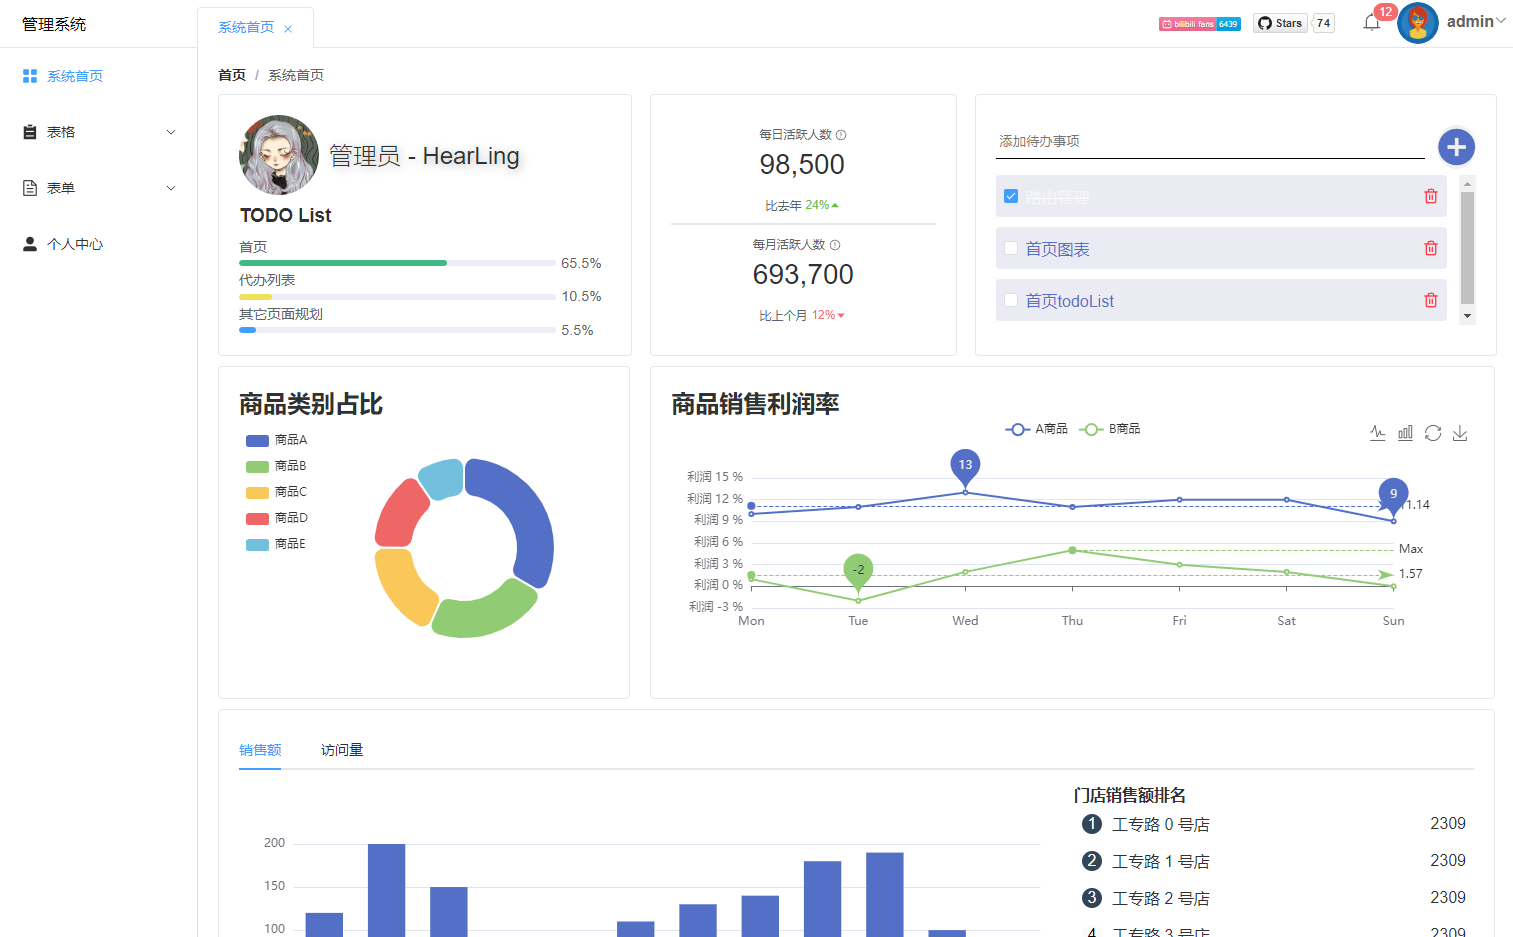 管理系统
系统首页
表格
表单
个人中心
系统首页
bilibili fans 6439
Stars 74
12
admin
首页 / 系统首页
管理员 - HearLing
TODO List
首页
65.5%
代办列表
10.5%
其它页面规划
5.5%
每日活跃人数
98,500
比去年 24%
每月活跃人数
693,700
比上个月 12%
添加待办事项
路由管理
首页图表
首页todoList
商品类别占比
商品A
商品B
商品C
商品D
商品E
商品销售利润率
A商品 B商品
利润 15 %
利润 12 %
利润 9 %
利润 6 %
利润 3 %
利润 0 %
利润 -3 %
13
9
11.14
-2
Max
1.57
Mon Tue Wed Thu Fri Sat Sun
销售额 访问量
200
150
100
门店销售额排名
1 工专路 0 号店 2309
2 工专路 1 号店 2309
3 工专路 2 号店 2309
4 工专路 3 号店 2309